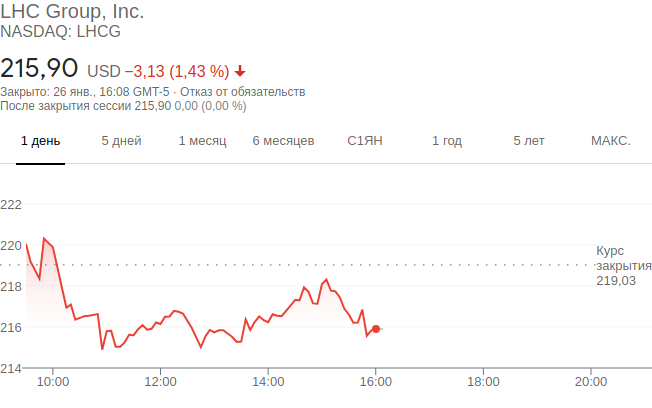 LHC Group, Inc.
NASDAQ: LHCG
215,90 USD −3,13 (1,43 %)
Закрыто: 26 янв., 16:08 GMT-5 · Отказ от обязательств
После закрытия сессии 215,90 0,00 (0,00 %)
1 день 5 дней 1 месяц 6 месяцев С1ЯН 1 год 5 лет МАКС.
222
220
Курс
закрытия
219,03
218
216
214
10:00 12:00 14:00 16:00 18:00 20:00